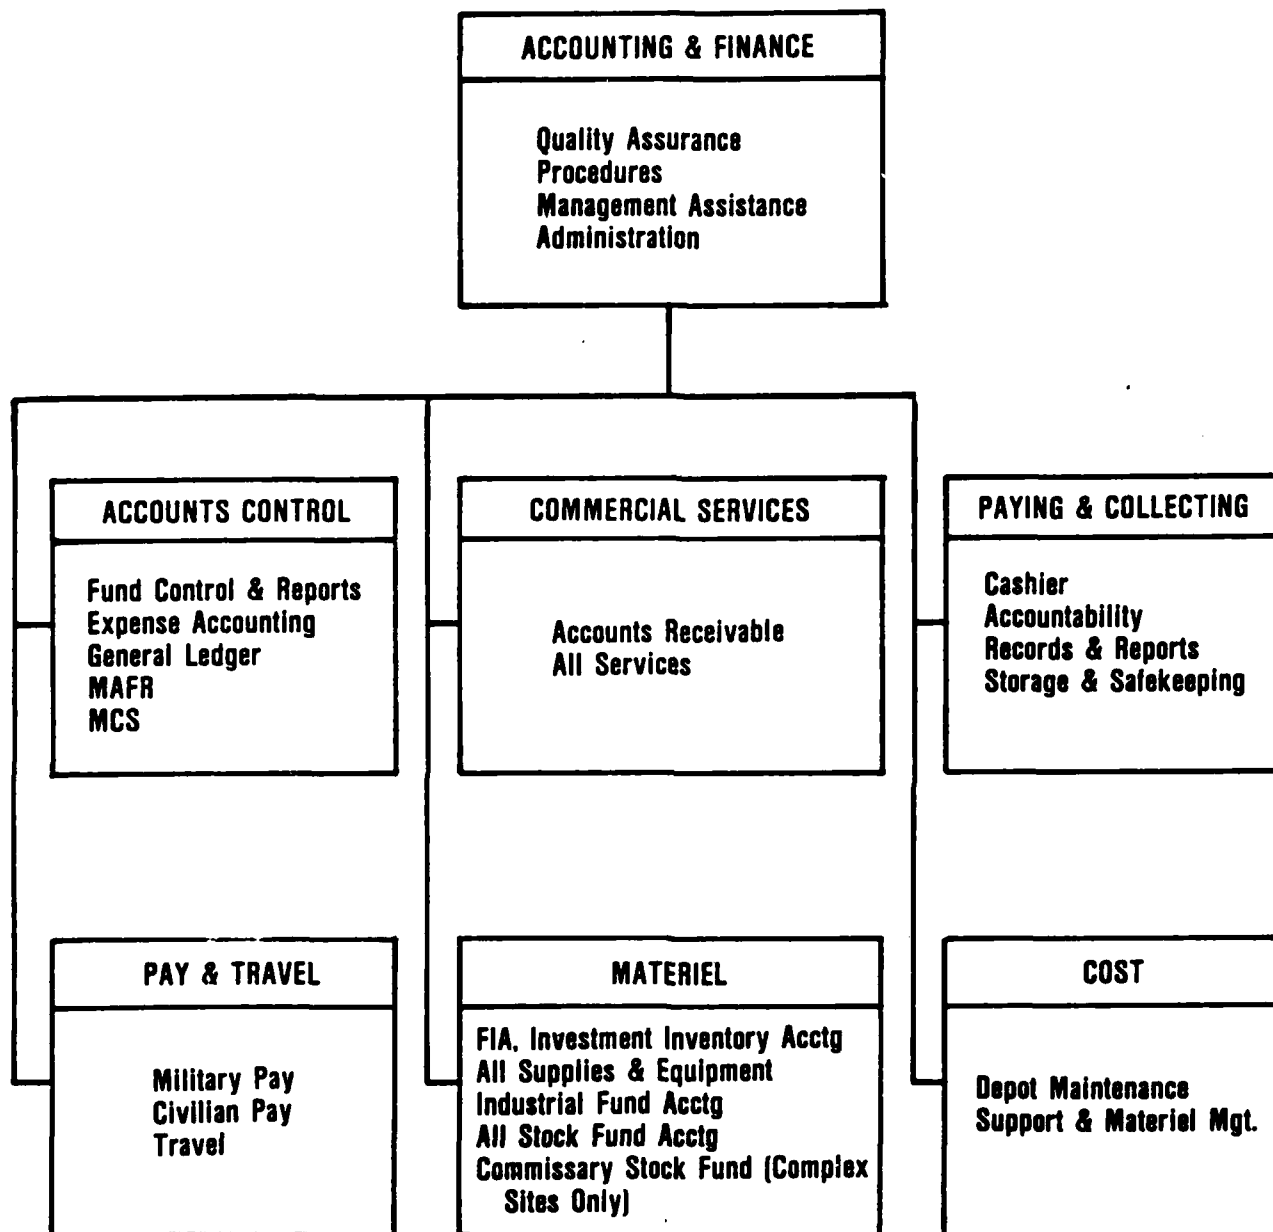 ACCOUNTING & FINANCE
Quality Assurance
Procedures
Management Assistance
Administration
ACCOUNTS CONTROL
Fund Control & Reports
Expense Accounting
General Ledger
MAFR
MCS
COMMERCIAL SERVICES
Accounts Receivable
All Services
PAYING & COLLECTING
Cashier
Accountability
Records & Reports
Storage & Safekeeping
PAY & TRAVEL
Military Pay
Civilian Pay
Travel
MATERIEL
FIA, Investment Inventory Acctg
All Supplies & Equipment
Industrial Fund Acctg
All Stock Fund Acctg
Commissary Stock Fund (Complex
Sites Only)
COST
Depot Maintenance
Support & Materiel Mgt.